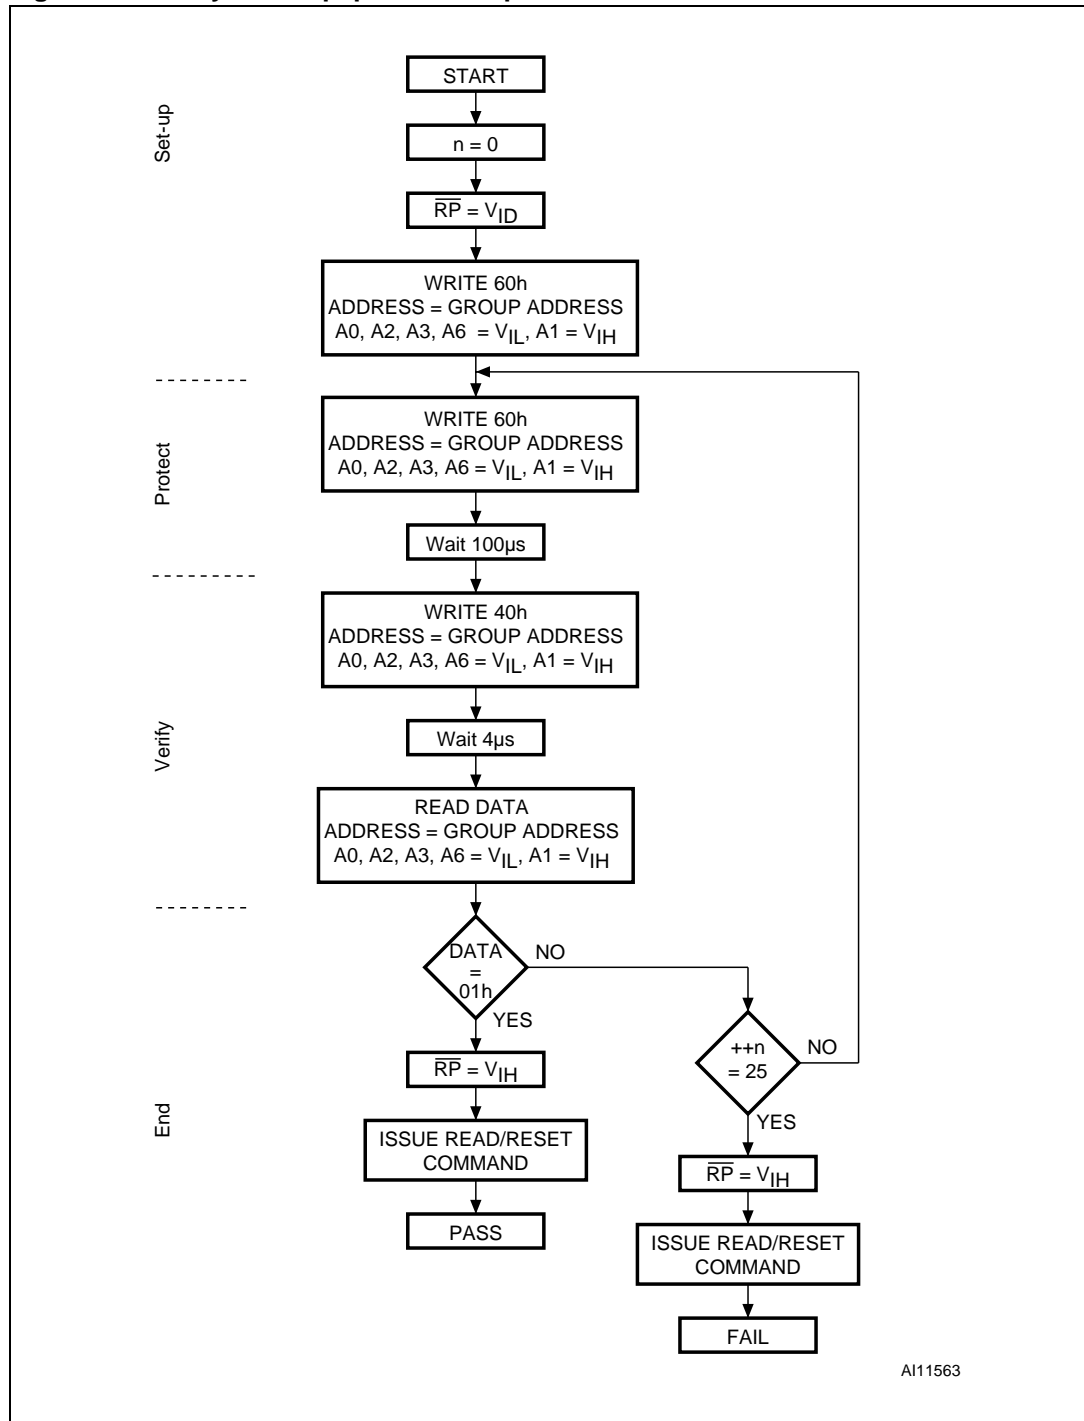 START
Set-up
n = 0
R̅P̅ = VID
WRITE 60h
ADDRESS = GROUP ADDRESS
A0, A2, A3, A6 = VIL, A1 = VIH
Protect
WRITE 60h
ADDRESS = GROUP ADDRESS
A0, A2, A3, A6 = VIL, A1 = VIH
Wait 100µs
Verify
WRITE 40h
ADDRESS = GROUP ADDRESS
A0, A2, A3, A6 = VIL, A1 = VIH
Wait 4µs
READ DATA
ADDRESS = GROUP ADDRESS
A0, A2, A3, A6 = VIL, A1 = VIH
End
DATA
=
01h
NO
YES
++n
= 25
NO
YES
R̅P̅ = VIH
ISSUE READ/RESET
COMMAND
PASS
R̅P̅ = VIH
ISSUE READ/RESET
COMMAND
FAIL
AI11563